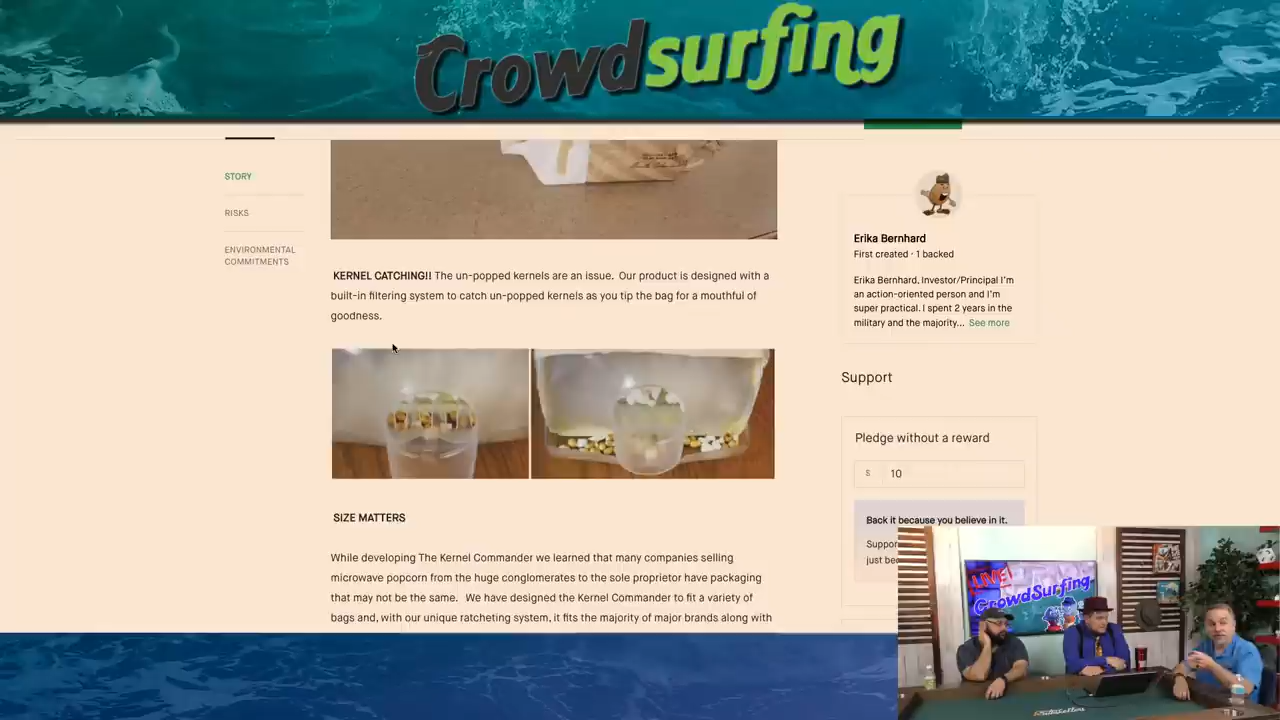 Crowdsurfing
STORY
RISKS
ENVIRONMENTAL
COMMITMENTS
KERNEL CATCHING!! The un-popped kernels are an issue. Our product is designed with a
built-in filtering system to catch un-popped kernels as you tip the bag for a mouthful of
goodness.
SIZE MATTERS
While developing The Kernel Commander we learned that many companies selling
microwave popcorn from the huge conglomerates to the sole proprietor have packaging
that may not be the same. We have designed the Kernel Commander to fit a variety of
bags and, with our unique ratcheting system, it fits the majority of major brands along with
Erika Bernhard
First created · 1 backed
Erika Bernhard, Investor/Principal I'm
an action-oriented person and I'm
super practical. I spent 2 years in the
military and the majority... See more
Support
Pledge without a reward
$ 10
Back it because you believe in it.
LIVE!
CrowdSurfing